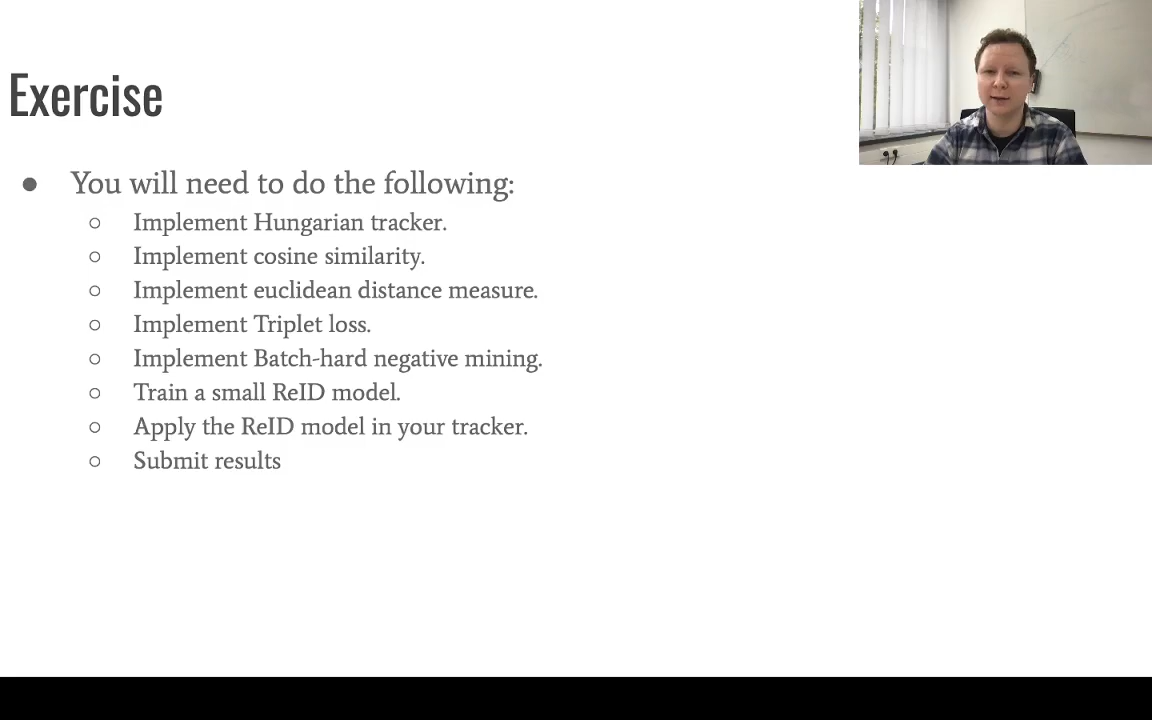 Exercise
● You will need to do the following:
○ Implement Hungarian tracker.
○ Implement cosine similarity.
○ Implement euclidean distance measure.
○ Implement Triplet loss.
○ Implement Batch-hard negative mining.
○ Train a small ReID model.
○ Apply the ReID model in your tracker.
○ Submit results